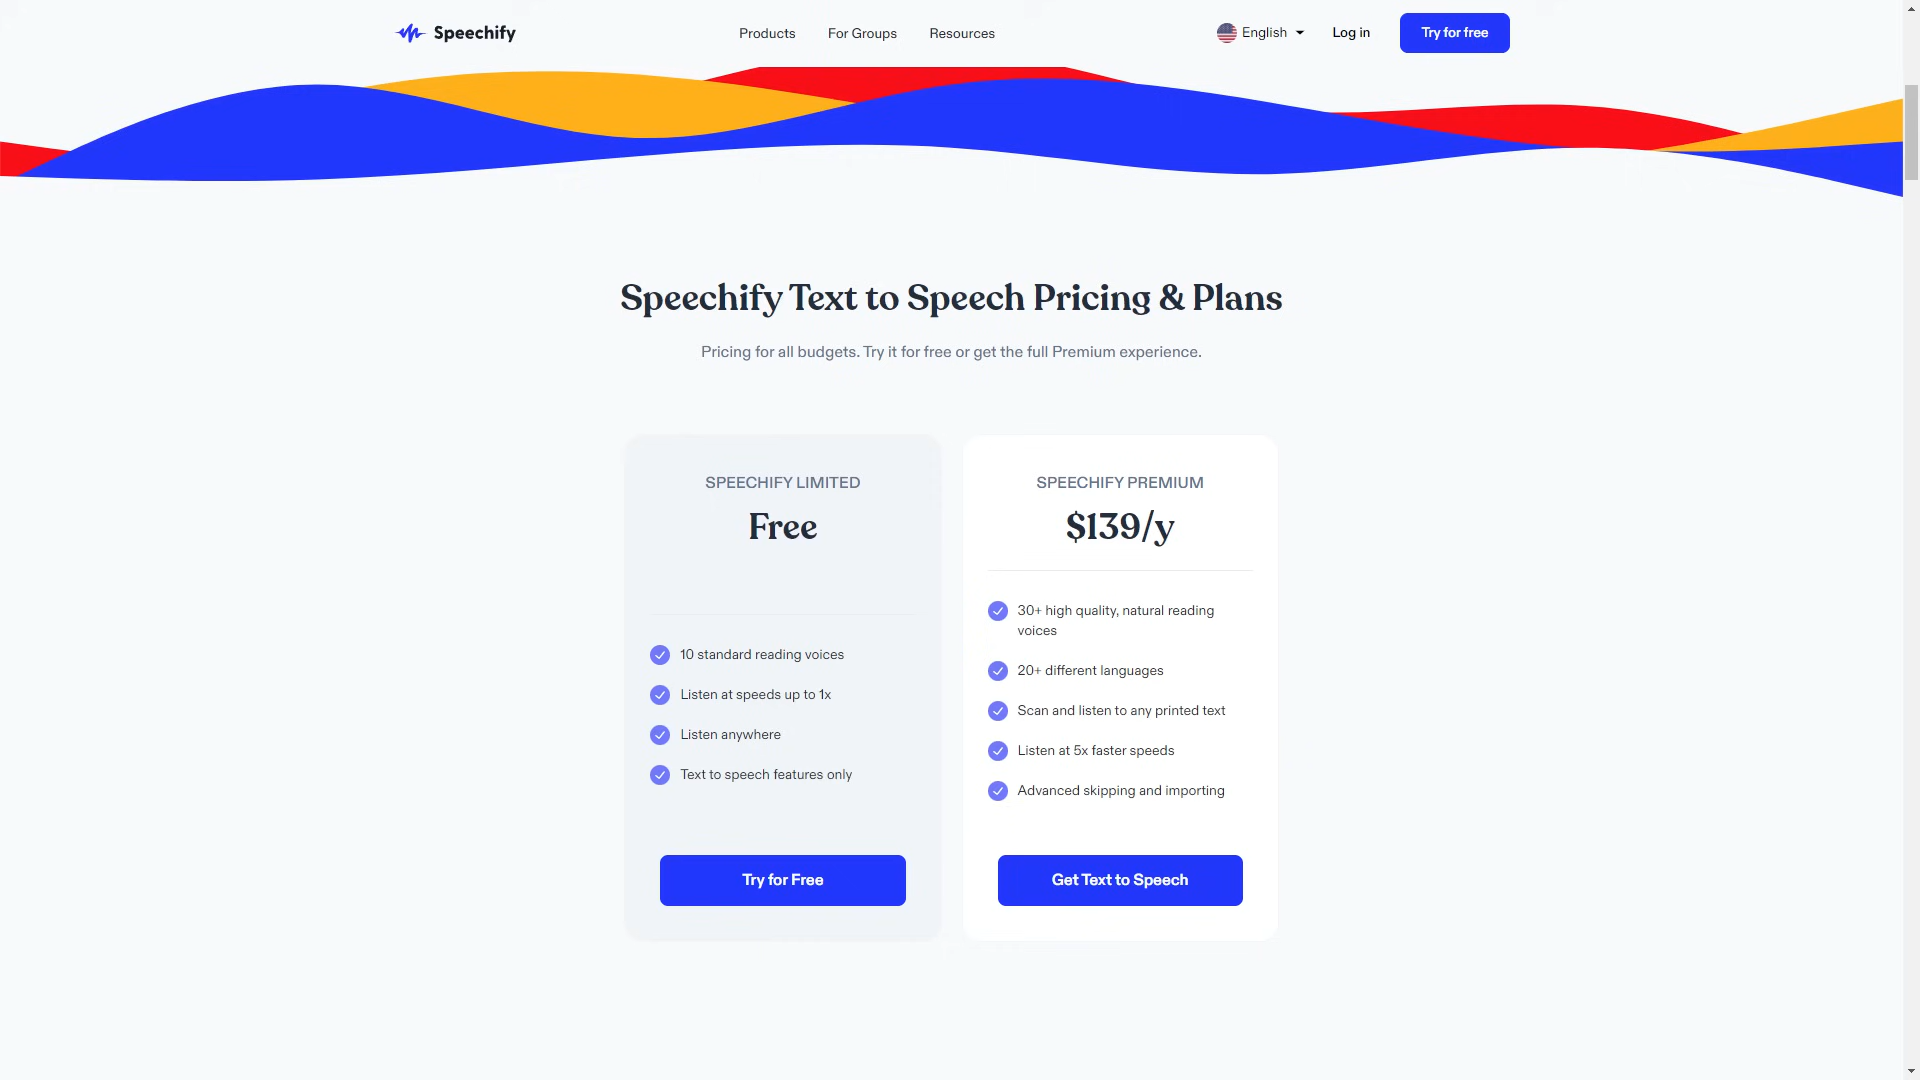 Speechify
Products
For Groups
Resources
English
Log in
Try for free
Speechify Text to Speech Pricing & Plans
Pricing for all budgets. Try it for free or get the full Premium experience.
SPEECHIFY LIMITED
Free
10 standard reading voices
Listen at speeds up to 1x
Listen anywhere
Text to speech features only
Try for Free
SPEECHIFY PREMIUM
$139/y
30+ high quality, natural reading
voices
20+ different languages
Scan and listen to any printed text
Listen at 5x faster speeds
Advanced skipping and importing
Get Text to Speech